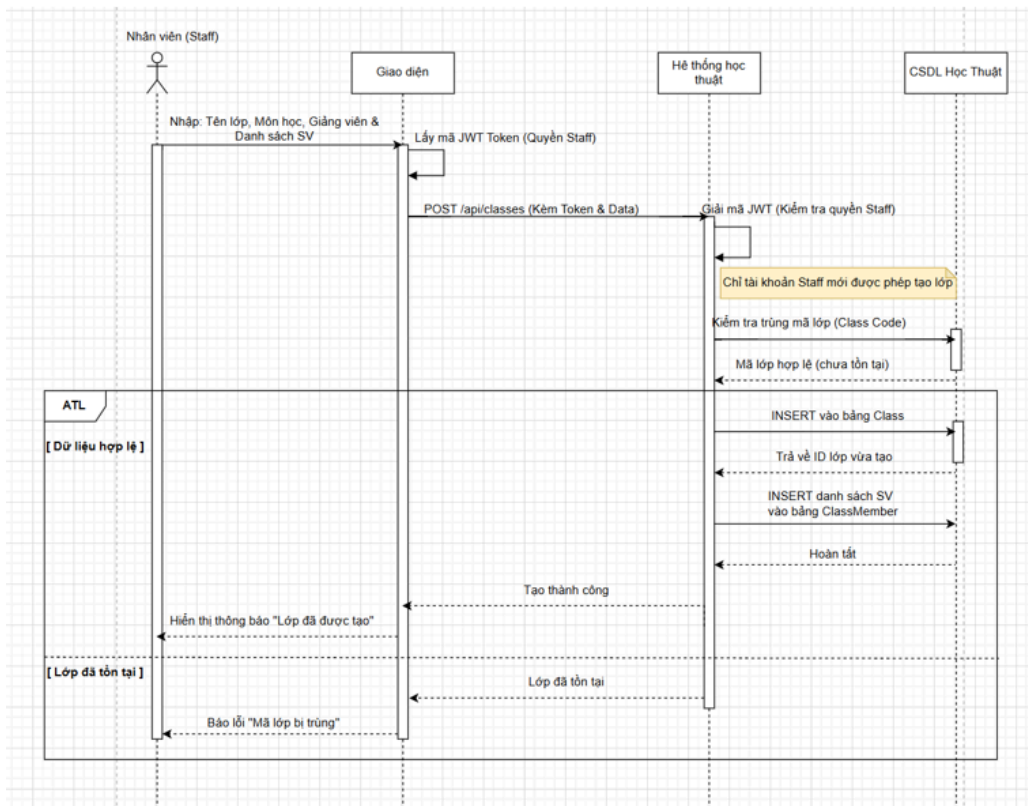 Nhân viên (Staff)
Giao diện
Hê thống học
thuật
CSDL Học Thuật
Nhập: Tên lớp, Môn học, Giảng viên &
Danh sách SV
Lấy mã JWT Token (Quyền Staff)
POST /api/classes (Kèm Token & Data)
Giải mã JWT (Kiểm tra quyền Staff)
Chỉ tài khoản Staff mới được phép tạo lớp
Kiểm tra trùng mã lớp (Class Code)
Mã lớp hợp lệ (chưa tồn tại)
ATL
[ Dữ liệu hợp lệ ]
INSERT vào bảng Class
Trả về ID lớp vừa tạo
INSERT danh sách SV
vào bảng ClassMember
Hoàn tất
Tạo thành công
Hiển thị thông báo "Lớp đã được tạo"
[ Lớp đã tồn tại ]
Lớp đã tồn tại
Báo lỗi "Mã lớp bị trùng"